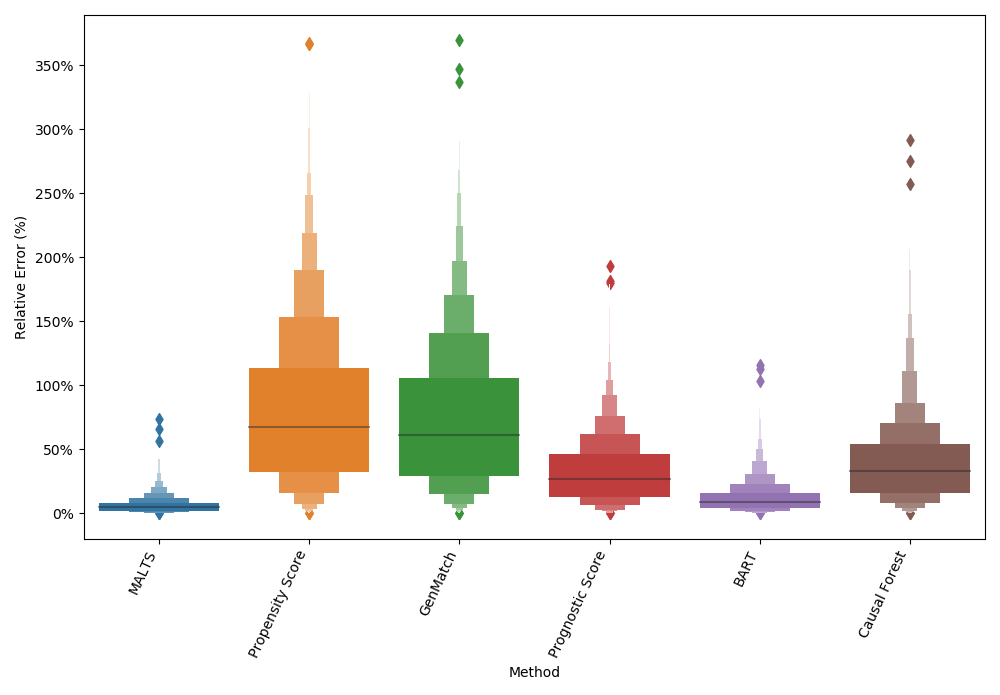 350%
300%
250%
200%
150%
100%
50%
0%
Relative Error (%)
MALTS
Propensity Score
GenMatch
Prognostic Score
BART
Causal Forest
Method